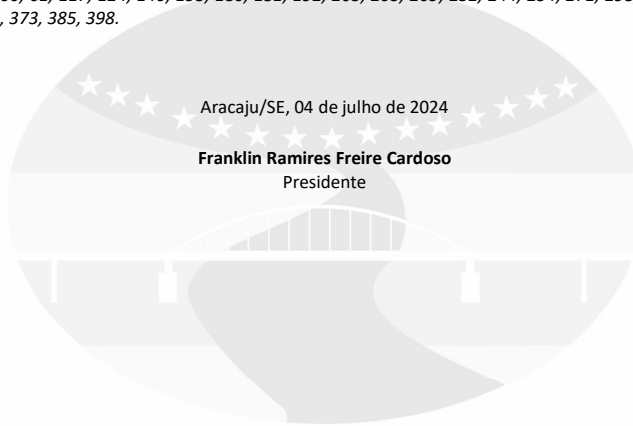 , 373, 385, 398.
Aracaju/SE, 04 de julho de 2024
Franklin Ramires Freire Cardoso
Presidente